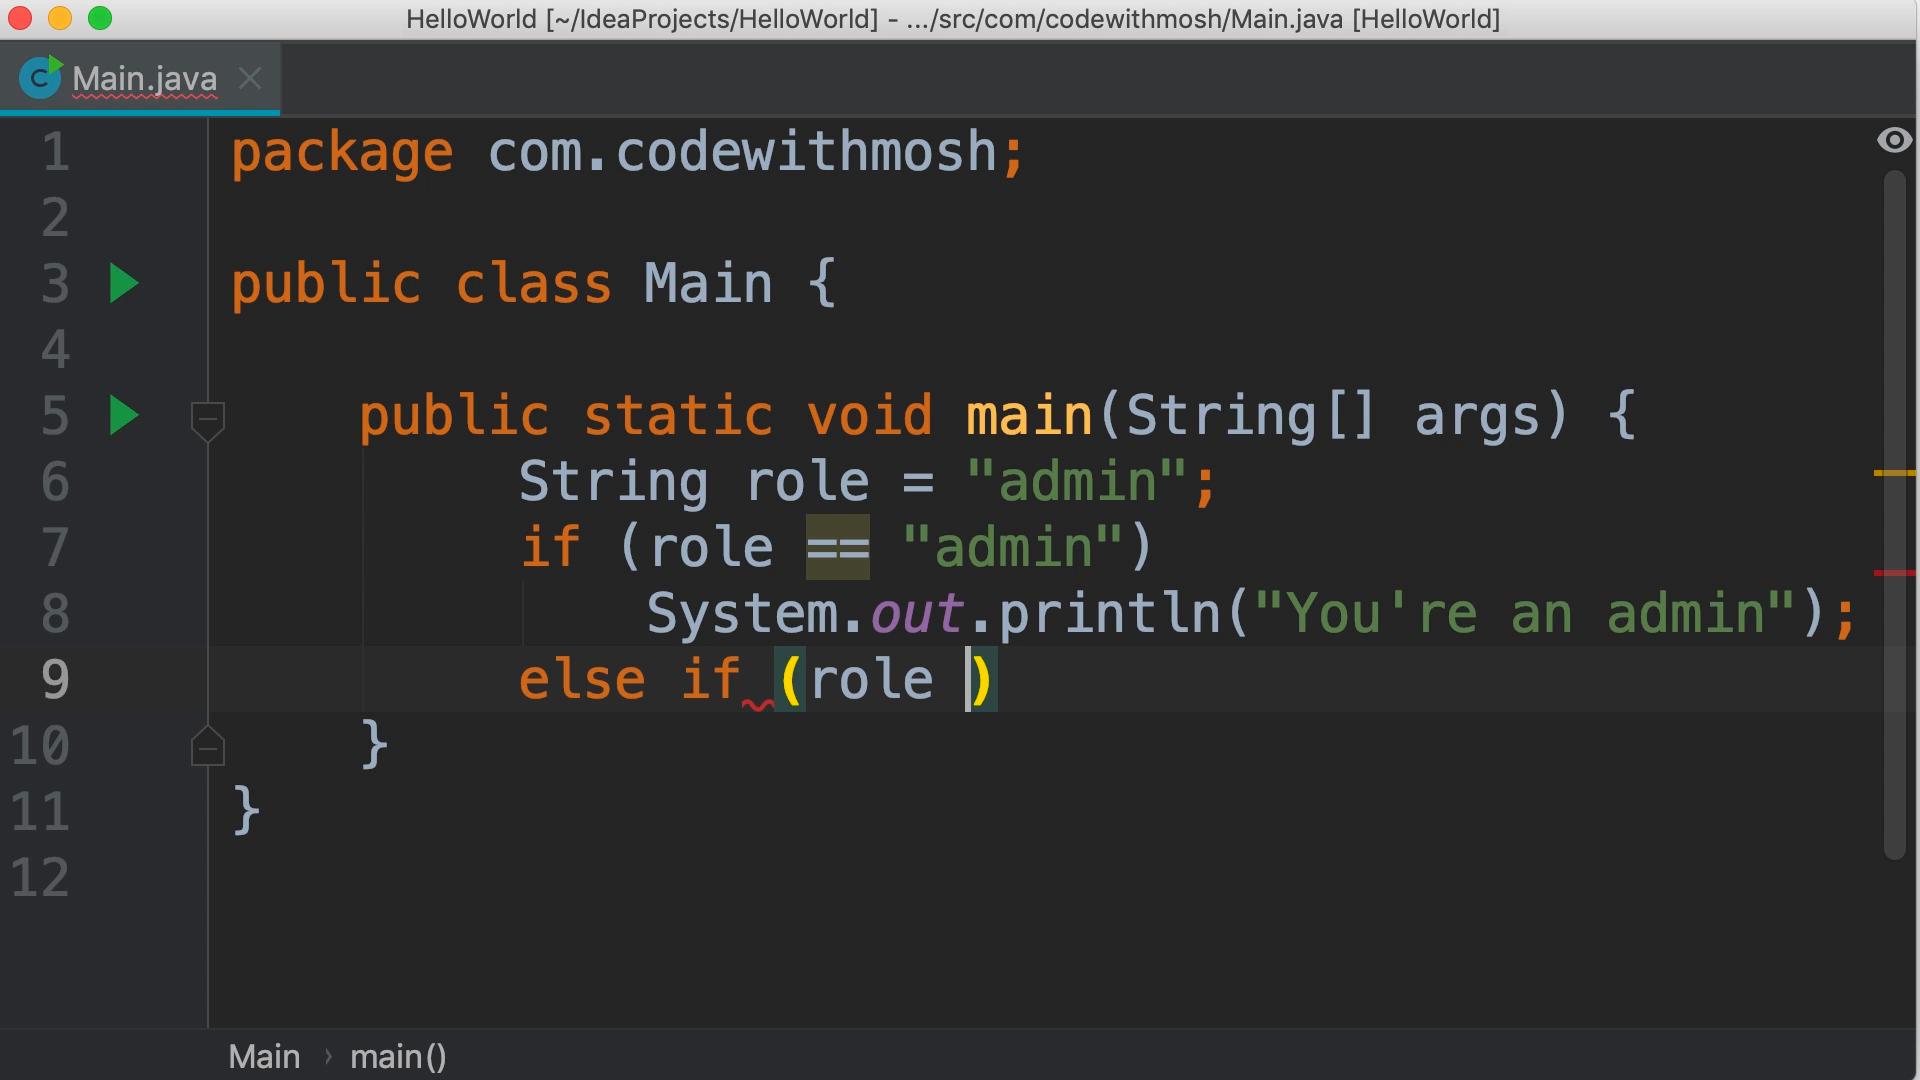 HelloWorld [~/IdeaProjects/HelloWorld] - .../src/com/codewithmosh/Main.java [HelloWorld]
C Main.java
1 package com.codewithmosh;
2
3 public class Main {
4
5 public static void main(String[] args) {
6 String role = "admin";
7 if (role == "admin")
8 System.out.println("You're an admin");
9 else if (role )
10 }
11 }
12
Main › main()